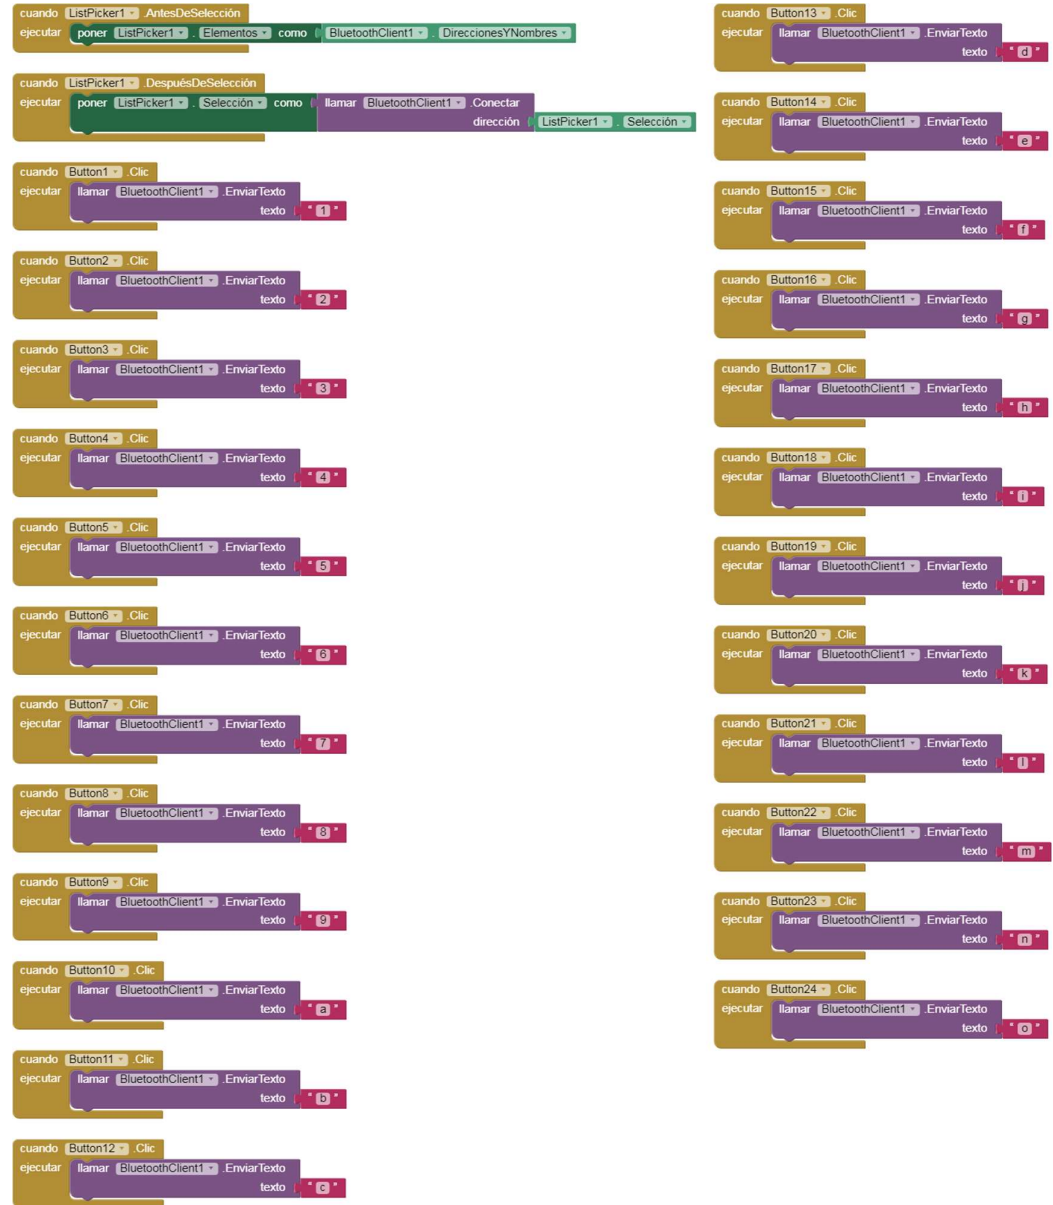 cuando ListPicker1 .AntesDeSelección
ejecutar poner ListPicker1 . Elementos como BluetoothClient1 . DireccionesYNombres
cuando ListPicker1 .DespuésDeSelección
ejecutar poner ListPicker1 . Selección como llamar BluetoothClient1 .Conectar
dirección ListPicker1 . Selección
cuando Button1 .Clic
ejecutar llamar BluetoothClient1 .EnviarTexto
texto " 1 "
cuando Button2 .Clic
ejecutar llamar BluetoothClient1 .EnviarTexto
texto " 2 "
cuando Button3 .Clic
ejecutar llamar BluetoothClient1 .EnviarTexto
texto " 3 "
cuando Button4 .Clic
ejecutar llamar BluetoothClient1 .EnviarTexto
texto " 4 "
cuando Button5 .Clic
ejecutar llamar BluetoothClient1 .EnviarTexto
texto " 5 "
cuando Button6 .Clic
ejecutar llamar BluetoothClient1 .EnviarTexto
texto " 6 "
cuando Button7 .Clic
ejecutar llamar BluetoothClient1 .EnviarTexto
texto " 7 "
cuando Button8 .Clic
ejecutar llamar BluetoothClient1 .EnviarTexto
texto " 8 "
cuando Button9 .Clic
ejecutar llamar BluetoothClient1 .EnviarTexto
texto " 9 "
cuando Button10 .Clic
ejecutar llamar BluetoothClient1 .EnviarTexto
texto " a "
cuando Button11 .Clic
ejecutar llamar BluetoothClient1 .EnviarTexto
texto " b "
cuando Button12 .Clic
ejecutar llamar BluetoothClient1 .EnviarTexto
texto " c "
cuando Button13 .Clic
ejecutar llamar BluetoothClient1 .EnviarTexto
texto " d "
cuando Button14 .Clic
ejecutar llamar BluetoothClient1 .EnviarTexto
texto " e "
cuando Button15 .Clic
ejecutar llamar BluetoothClient1 .EnviarTexto
texto " f "
cuando Button16 .Clic
ejecutar llamar BluetoothClient1 .EnviarTexto
texto " g "
cuando Button17 .Clic
ejecutar llamar BluetoothClient1 .EnviarTexto
texto " h "
cuando Button18 .Clic
ejecutar llamar BluetoothClient1 .EnviarTexto
texto " i "
cuando Button19 .Clic
ejecutar llamar BluetoothClient1 .EnviarTexto
texto " j "
cuando Button20 .Clic
ejecutar llamar BluetoothClient1 .EnviarTexto
texto " k "
cuando Button21 .Clic
ejecutar llamar BluetoothClient1 .EnviarTexto
texto " l "
cuando Button22 .Clic
ejecutar llamar BluetoothClient1 .EnviarTexto
texto " m "
cuando Button23 .Clic
ejecutar llamar BluetoothClient1 .EnviarTexto
texto " n "
cuando Button24 .Clic
ejecutar llamar BluetoothClient1 .EnviarTexto
texto " o "